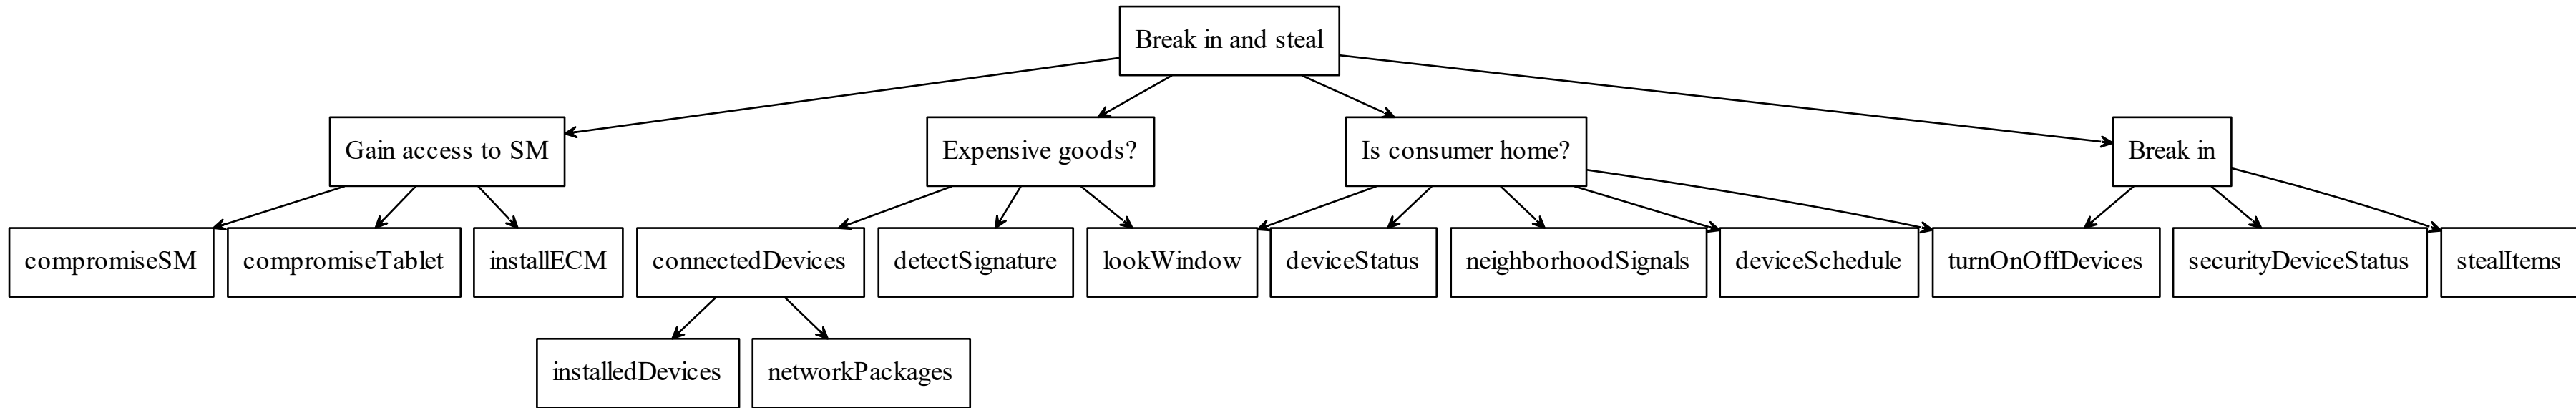 Break in and steal
Gain access to SM
Expensive goods?
Is consumer home?
Break in
compromiseSM
compromiseTablet
installECM
connectedDevices
detectSignature
lookWindow
deviceStatus
neighborhoodSignals
deviceSchedule
turnOnOffDevices
securityDeviceStatus
stealItems
installedDevices
networkPackages